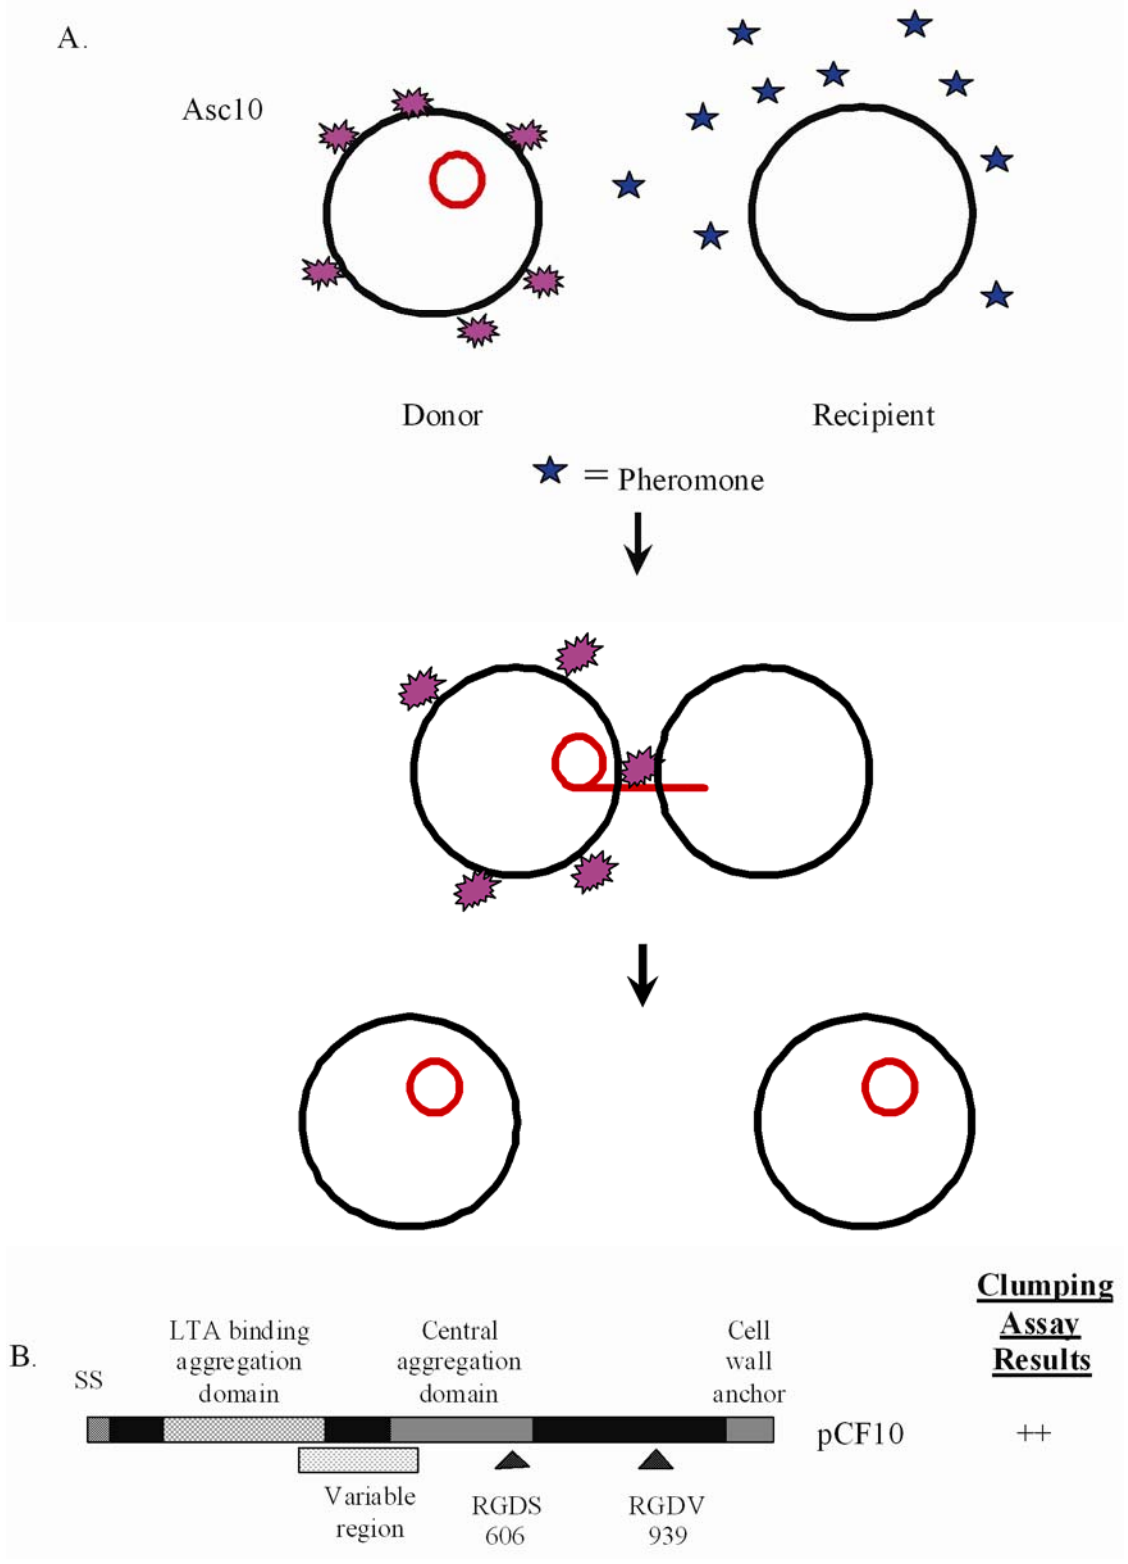 A.
Asc10
Donor
Recipient
= Pheromone
Clumping
Assay
Results
B.
SS
LTA binding
aggregation
domain
Central
aggregation
domain
Cell
wall
anchor
pCF10
++
Variable
region
RGDS
606
RGDV
939